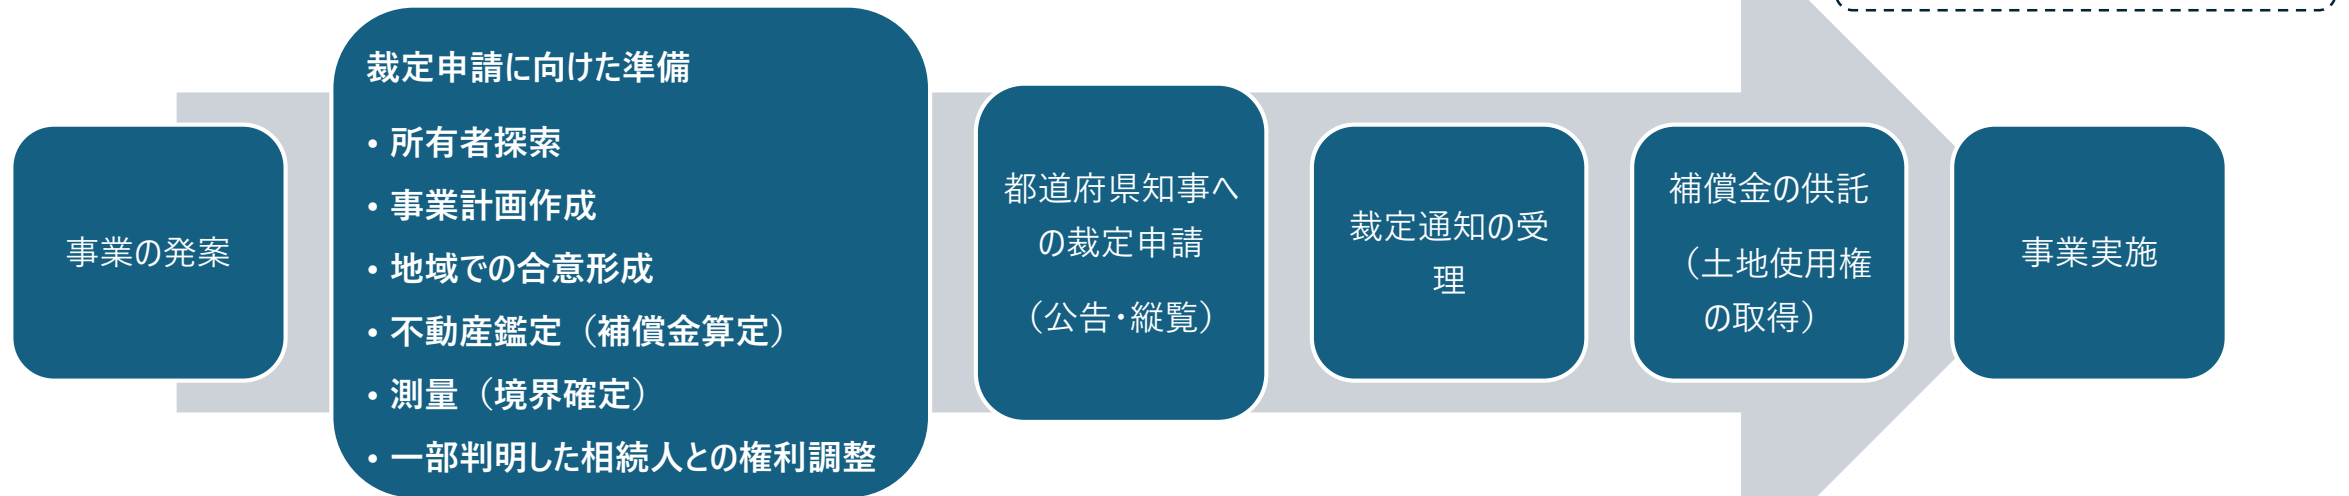 事業の発案
裁定申請に向けた準備
• 所有者探索
• 事業計画作成
• 地域での合意形成
• 不動産鑑定（補償金算定）
• 測量（境界確定）
• 一部判明した相続人との権利調整
都道府県知事へ
の裁定申請
（公告・縦覧）
裁定通知の受
理
補償金の供託
（土地使用権
の取得）
事業実施